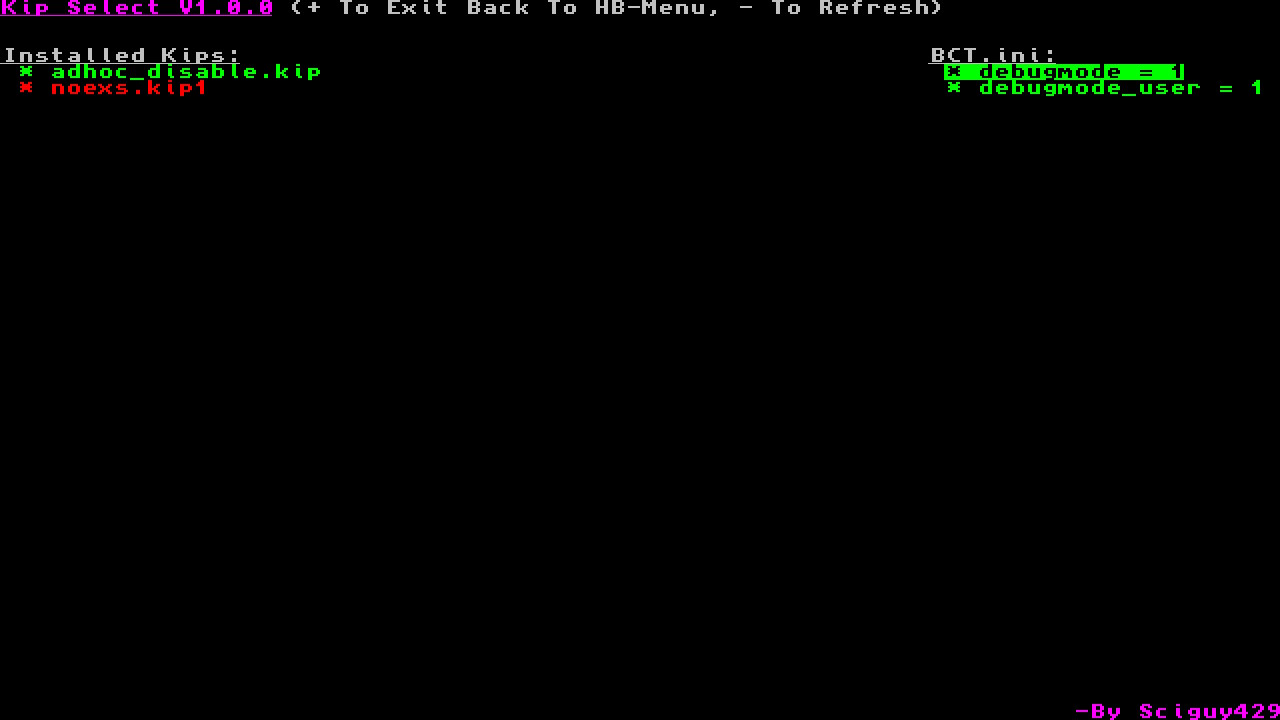 Kip Select V1.0.0 (+ To Exit Back To HB-Menu, - To Refresh)
Installed Kips:
* adhoc_disable.kip
* noexs.kip1
BCT.ini:
* debugmode = 1
* debugmode_user = 1
-By Sciguy429